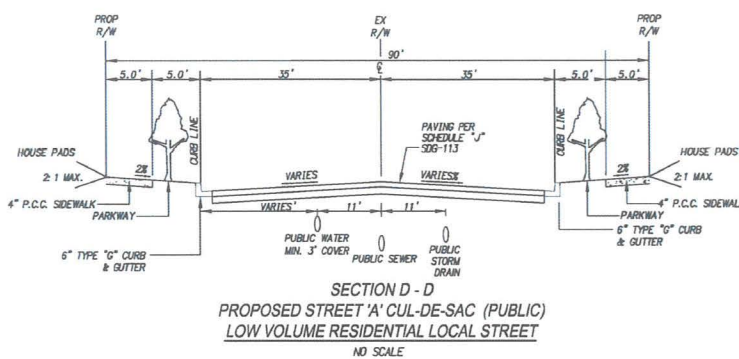 PROP
R/W
EX
R/W
PROP
R/W
90'
℄
5.0'
5.0'
35'
35'
5.0'
5.0'
CURB LINE
CURB LINE
PAVING PER
SCHEDULE "J"
SDG-113
HOUSE PADS
2%
VARIES
VARIES%
2%
HOUSE PADS
2:1 MAX.
2:1 MAX.
4" P.C.C. SIDEWALK
PARKWAY
VARIES'
11'
11'
PARKWAY
4" P.C.C. SIDEWAL
6" TYPE "G" CURB
& GUTTER
PUBLIC WATER
MIN. 3' COVER
PUBLIC SEWER
PUBLIC
STORM
DRAIN
6" TYPE "G" CURB
& GUTTER
SECTION D - D
PROPOSED STREET 'A' CUL-DE-SAC (PUBLIC)
LOW VOLUME RESIDENTIAL LOCAL STREET
NO SCALE